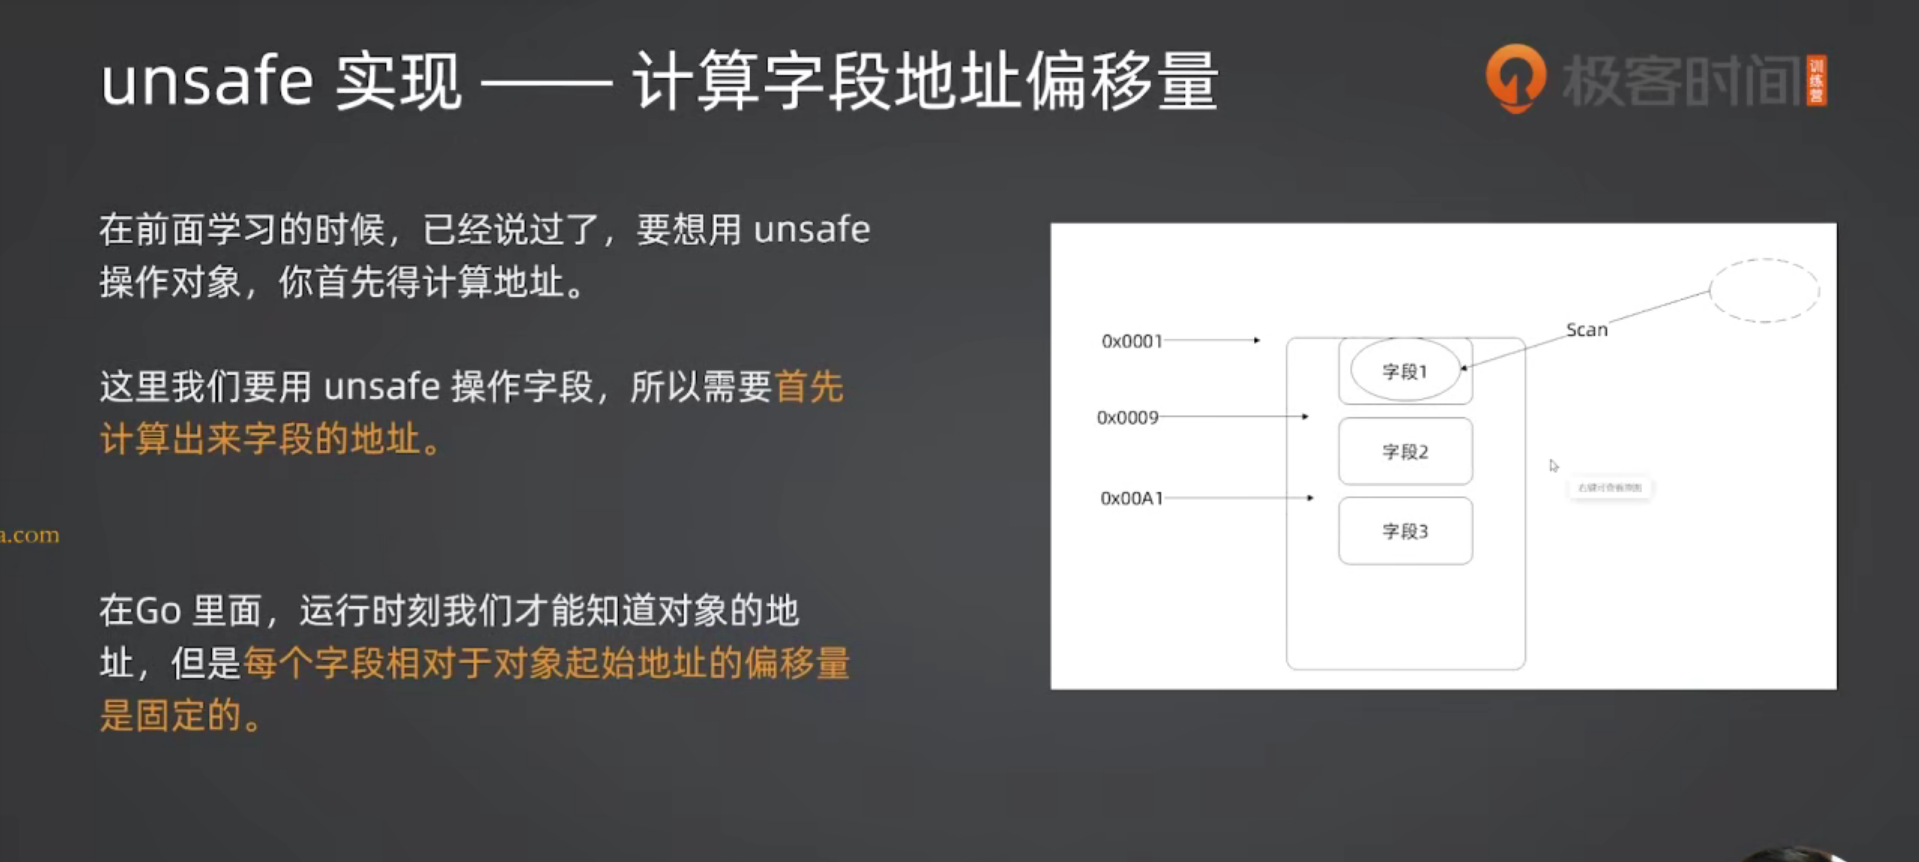 unsafe 实现 —— 计算字段地址偏移量
极客时间
训练营
在前面学习的时候，已经说过了，要想用 unsafe
操作对象，你首先得计算地址。
这里我们要用 unsafe 操作字段，所以需要首先
计算出来字段的地址。
a.com
在Go 里面，运行时刻我们才能知道对象的地
址，但是每个字段相对于对象起始地址的偏移量
是固定的。
Scan
0x0001
字段1
0x0009
字段2
0x00A1
字段3